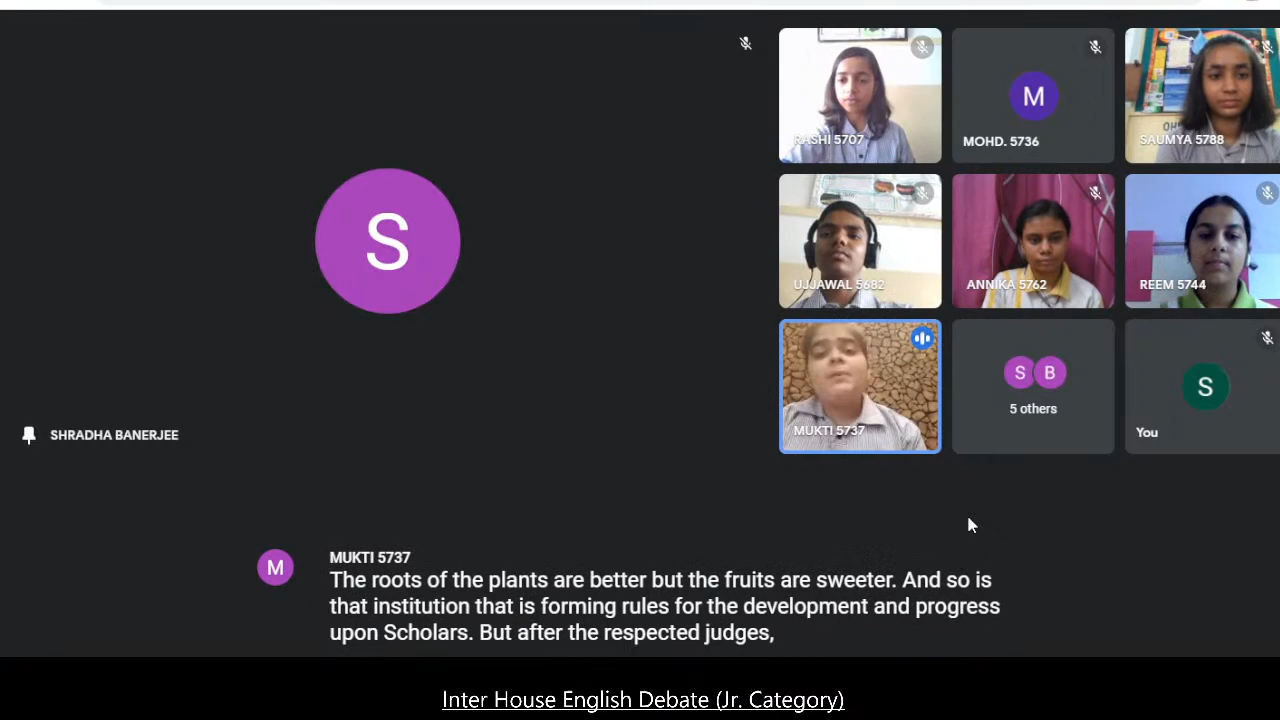 S
SHRADHA BANERJEE
RASHI 5707
M
MOHD. 5736
SAUMYA 5788
UJJAWAL 5682
ANNIKA 5762
REEM 5744
MUKTI 5737
S B
5 others
S
You
M
MUKTI 5737
The roots of the plants are better but the fruits are sweeter. And so is
that institution that is forming rules for the development and progress
upon Scholars. But after the respected judges,
Inter House English Debate (Jr. Category)